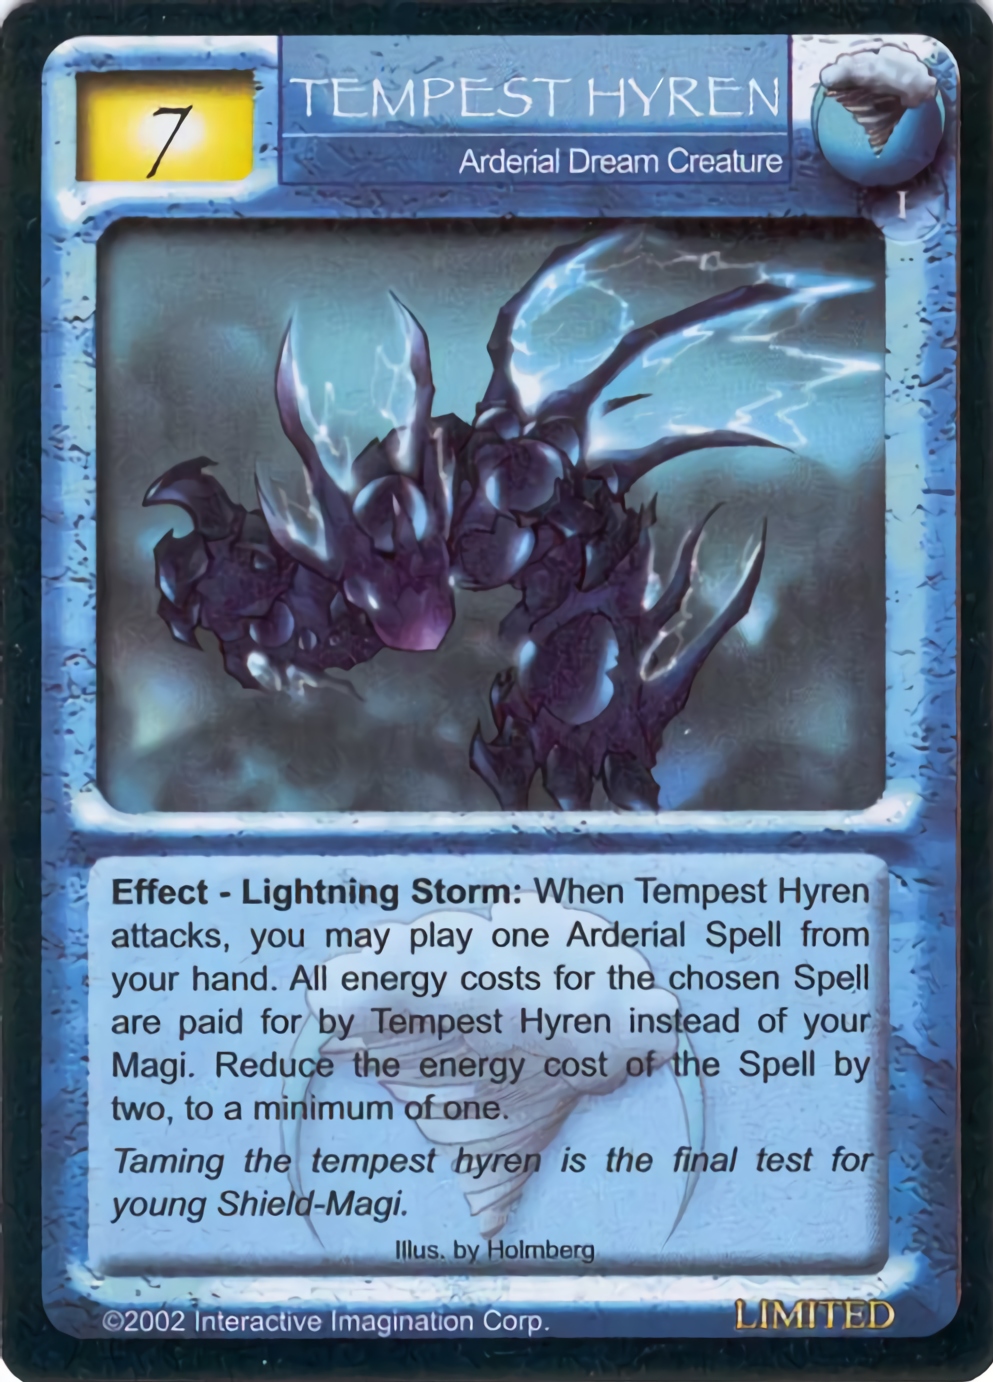 7
TEMPEST HYREN
Arderial Dream Creature
I
Effect - Lightning Storm: When Tempest Hyren
attacks, you may play one Arderial Spell from
your hand. All energy costs for the chosen Spell
are paid for by Tempest Hyren instead of your
Magi. Reduce the energy cost of the Spell by
two, to a minimum of one.
Taming the tempest hyren is the final test for
young Shield-Magi.
Illus. by Holmberg
©2002 Interactive Imagination Corp.
LIMITED